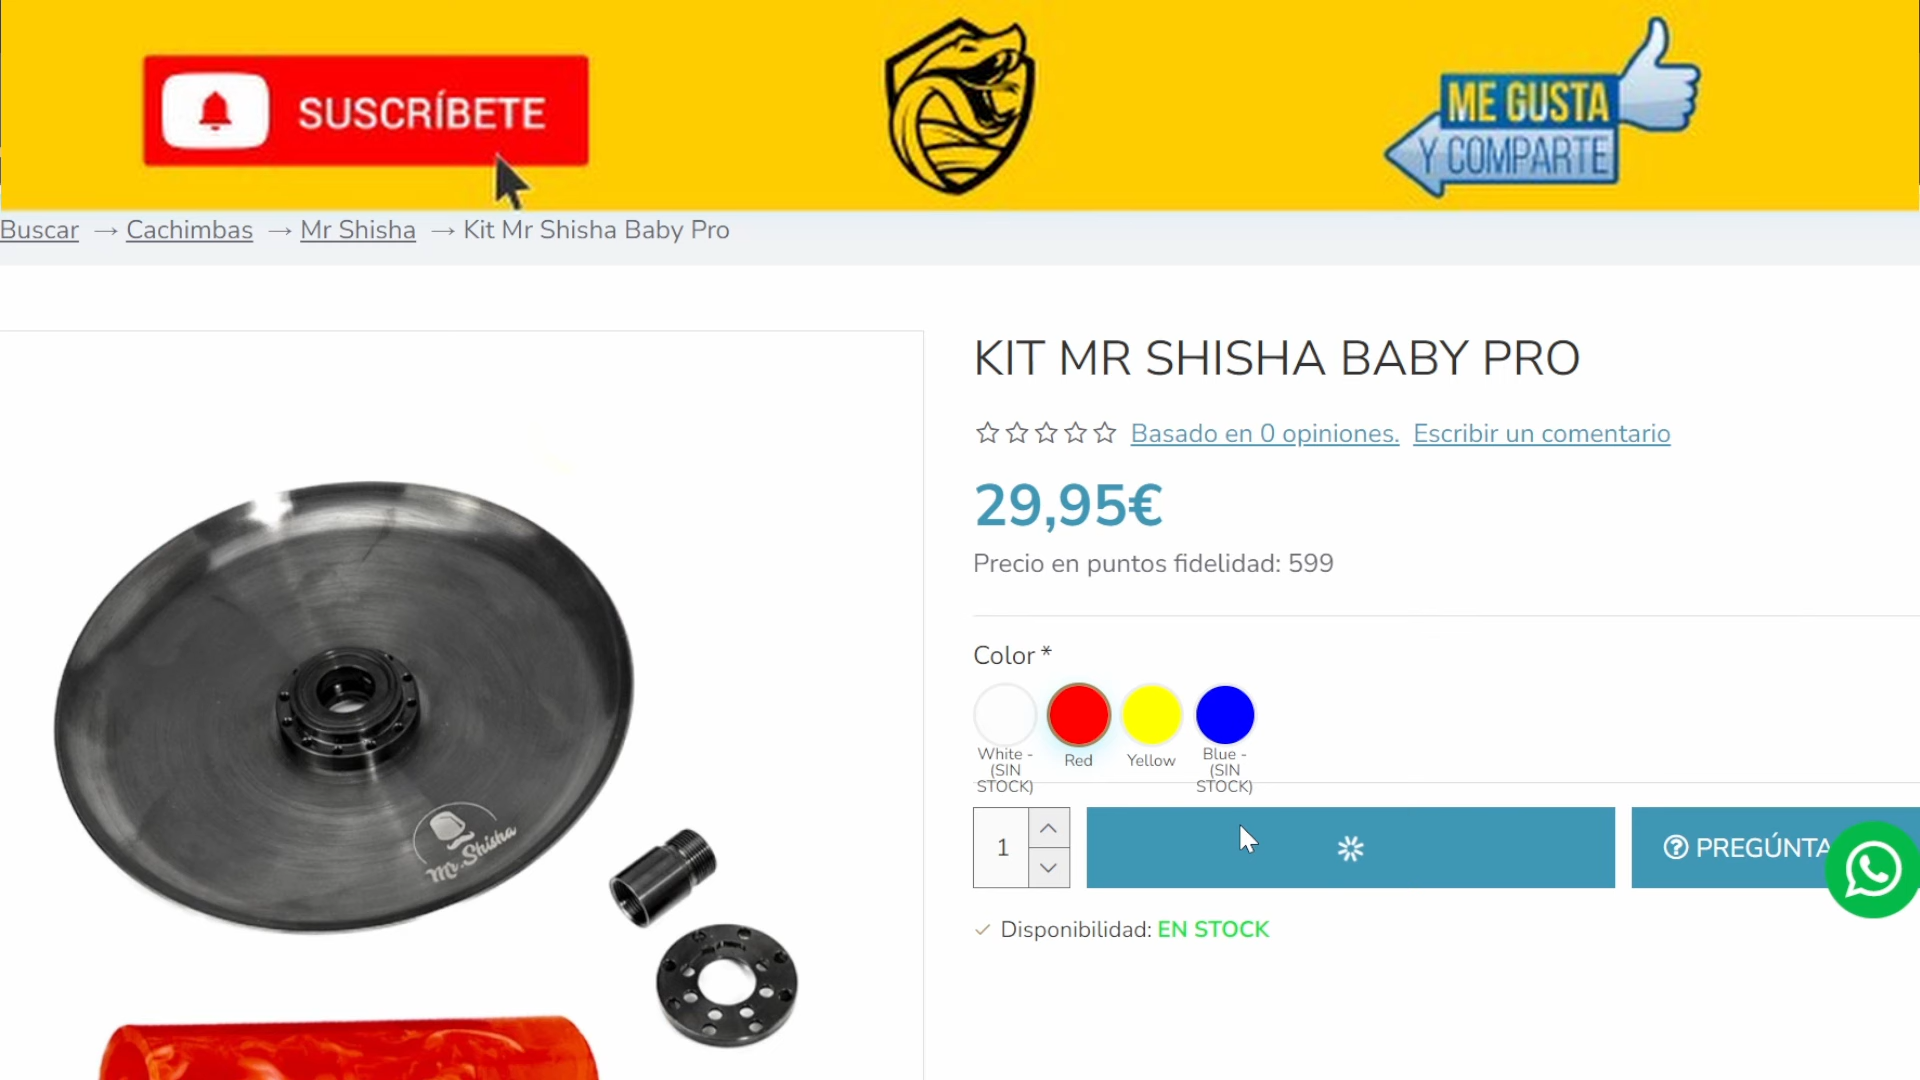 SUSCRÍBETE
ME GUSTA
Y COMPARTE
Buscar → Cachimbas → Mr Shisha → Kit Mr Shisha Baby Pro
KIT MR SHISHA BABY PRO
Basado en 0 opiniones. Escribir un comentario
29,95€
Precio en puntos fidelidad: 599
Color *
White - (SIN STOCK)
Red
Yellow
Blue - (SIN STOCK)
1
PREGÚNTA
Disponibilidad: EN STOCK
Mr. Shisha